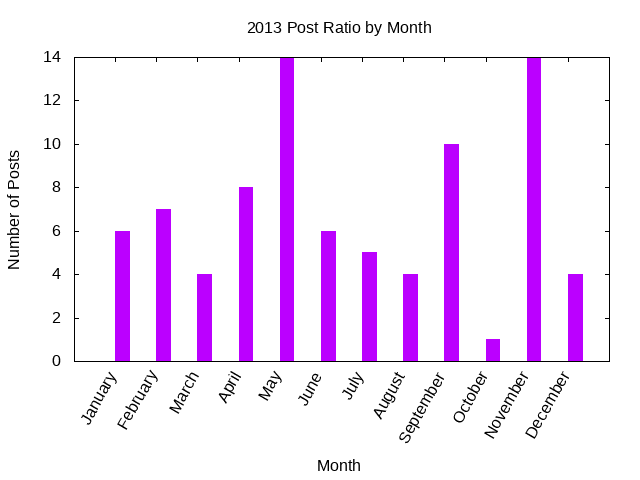 2013 Post Ratio by Month
14
12
10
8
6
4
2
0
Number of Posts
January
February
March
April
May
June
July
August
September
October
November
December
Month